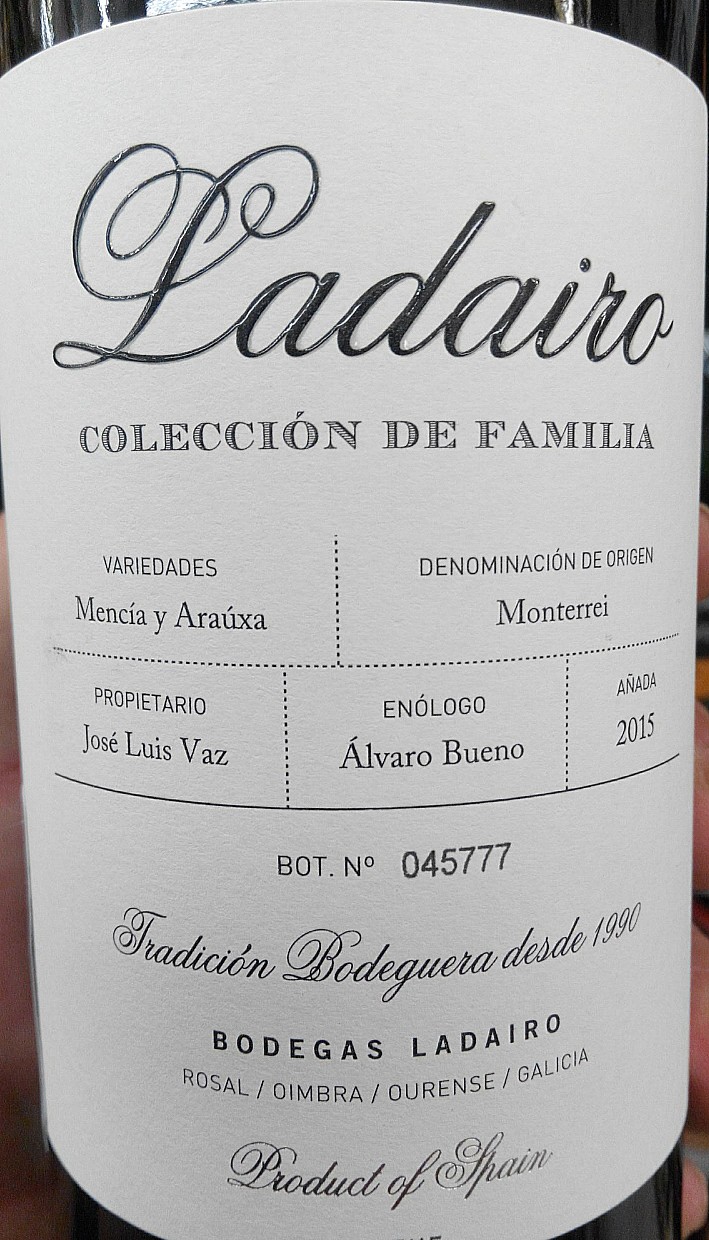 Ladairo
COLECCIÓN DE FAMILIA
VARIEDADES
Mencía y Araúxa
DENOMINACIÓN DE ORIGEN
Monterrei
PROPIETARIO
José Luis Vaz
ENÓLOGO
Álvaro Bueno
AÑADA
2015
BOT. Nº 045777
Tradición Bodeguera desde 1990
BODEGAS LADAIRO
ROSAL / OIMBRA / OURENSE / GALICIA
Product of Spain